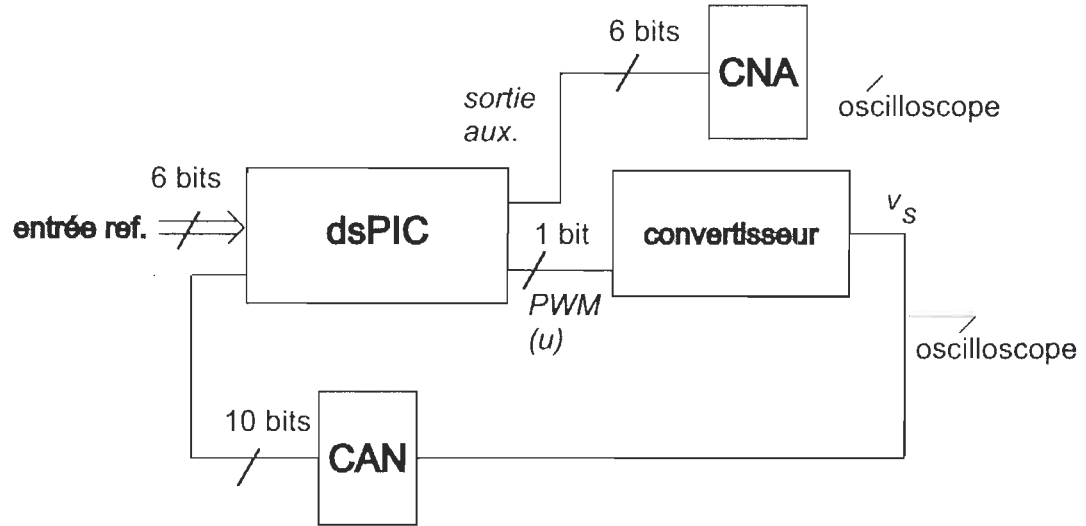 6 bits
CNA
sortie
aux.
oscilloscope
6 bits
entrée ref.
dsPIC
1 bit
convertisseur
v_S
PWM
(u)
oscilloscope
10 bits
CAN